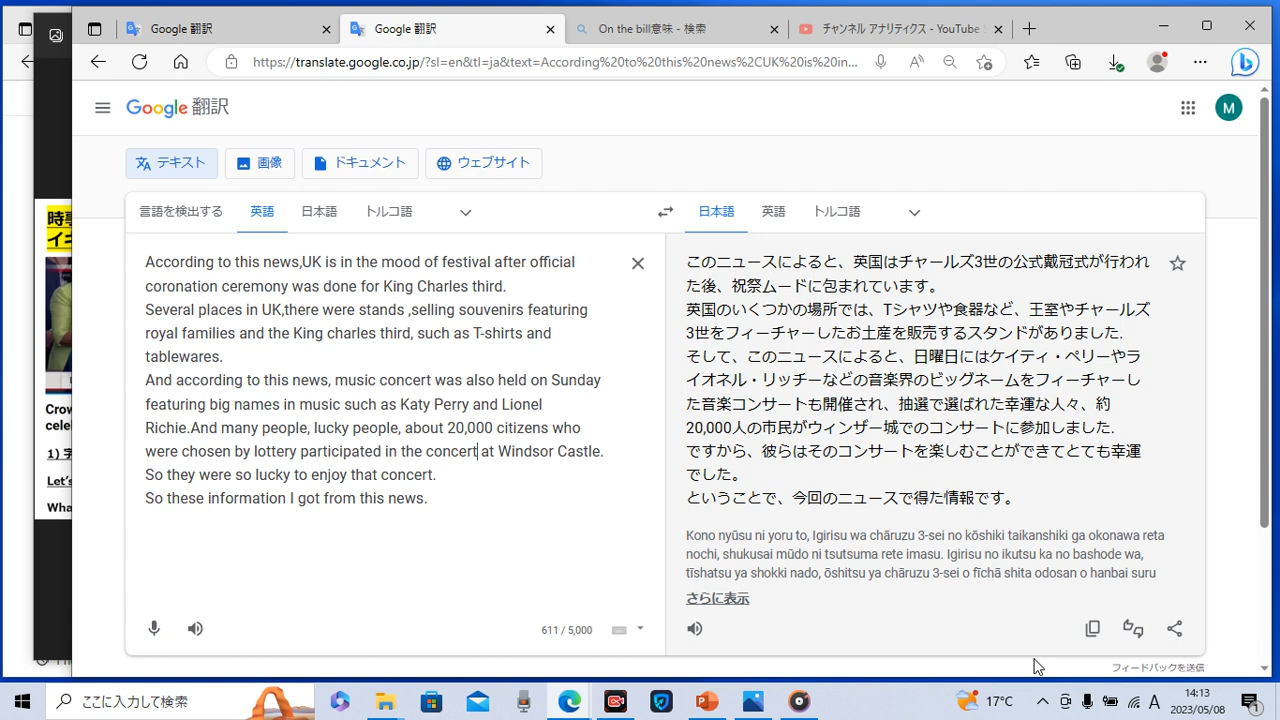 Google 翻訳
Google 翻訳
On the bill意味 - 検索
チャンネル アナリティクス - YouTube
https://translate.google.co.jp/?sl=en&tl=ja&text=According%20to%20this%20news%2CUK%20is%20in...
Google 翻訳
M
テキスト
画像
ドキュメント
ウェブサイト
言語を検出する 英語 日本語 トルコ語
日本語 英語 トルコ語
According to this news,UK is in the mood of festival after official
coronation ceremony was done for King Charles third.
Several places in UK,there were stands ,selling souvenirs featuring
royal families and the King charles third, such as T-shirts and
tablewares.
And according to this news, music concert was also held on Sunday
featuring big names in music such as Katy Perry and Lionel
Richie.And many people, lucky people, about 20,000 citizens who
were chosen by lottery participated in the concert at Windsor Castle.
So they were so lucky to enjoy that concert.
So these information I got from this news.
611 / 5,000
このニュースによると、英国はチャールズ3世の公式戴冠式が行われ
た後、祝祭ムードに包まれています。
英国のいくつかの場所では、Tシャツや食器など、王室やチャールズ
3世をフィーチャーしたお土産を販売するスタンドがありました.
そして、このニュースによると、日曜日にはケイティ・ペリーやラ
イオネル・リッチーなどの音楽界のビッグネームをフィーチャーし
た音楽コンサートも開催され、抽選で選ばれた幸運な人々、約
20,000人の市民がウィンザー城でのコンサートに参加しました.
ですから、彼らはそのコンサートを楽しむことができてとても幸運
でした。
ということで、今回のニュースで得た情報です。
Kono nyūsu ni yoru to, Igirisu wa chāruzu 3-sei no kōshiki taikanshiki ga okonawa reta
nochi, shukusai mūdo ni tsutsuma rete imasu. Igirisu no ikutsu ka no bashode wa,
tīshatsu ya shokki nado, ōshitsu ya chāruzu 3-sei o fīchā shita odosan o hanbai suru
さらに表示
フィードバックを送信
時事
イギ
Crow
cele
1) 字
Let's
Wha
ここに入力して検索
17°C
A
14:13
2023/05/08
1